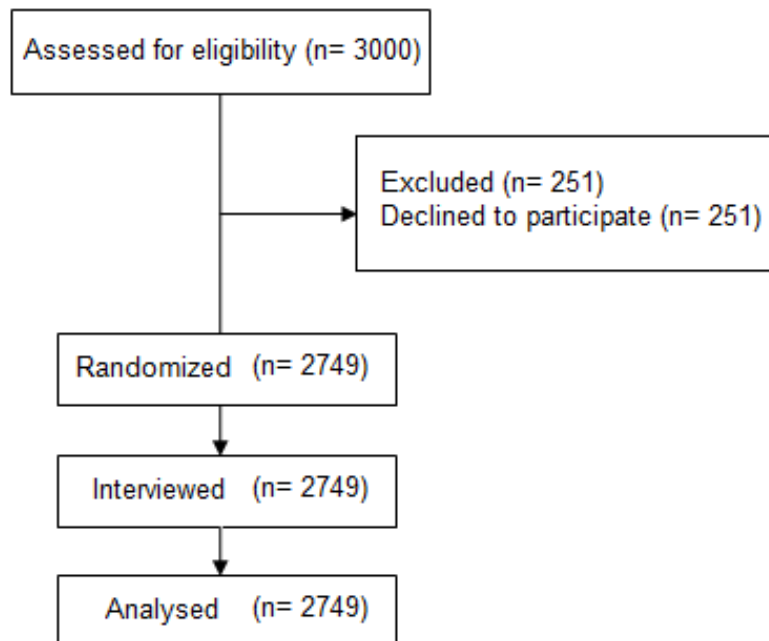 Assessed for eligibility (n= 3000)
Excluded (n= 251)
Declined to participate (n= 251)
Randomized (n= 2749)
Interviewed (n= 2749)
Analysed (n= 2749)